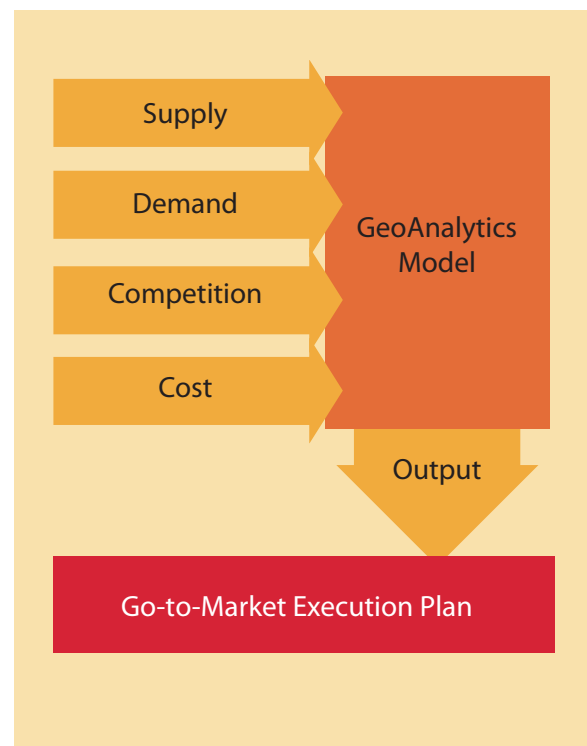 Supply
Demand
Competition
Cost
GeoAnalytics
Model
Output
Go-to-Market Execution Plan